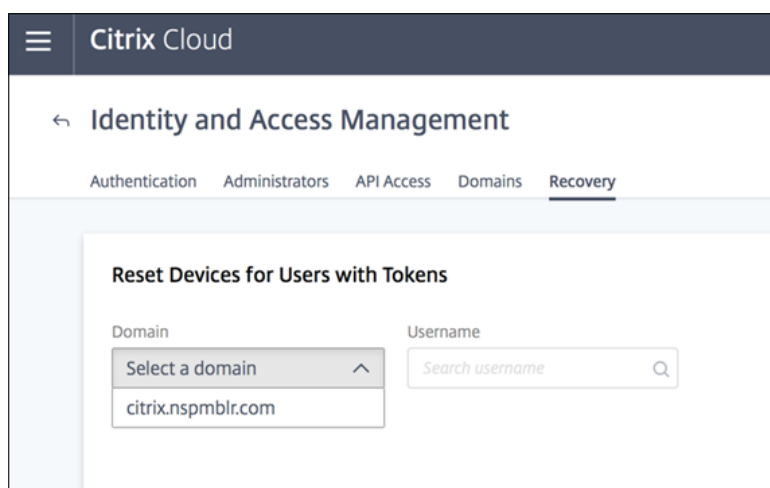 Citrix Cloud
Identity and Access Management
Authentication Administrators API Access Domains Recovery
Reset Devices for Users with Tokens
Domain Username
Select a domain Search username
citrix.nspmblr.com